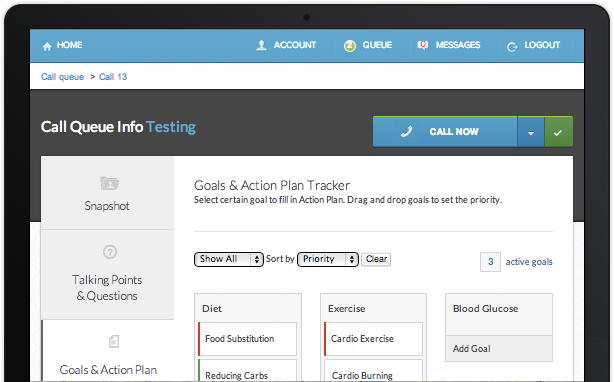 HOME
ACCOUNT
2 QUEUE
0 MESSAGES
LOGOUT
Call queue > Call 13
Call Queue Info Testing
CALL NOW
Snapshot
Talking Points
& Questions
Goals & Action Plan
Goals & Action Plan Tracker
Select certain goal to fill in Action Plan. Drag and drop goals to set the priority.
Show All Sort by Priority Clear
3 active goals
Diet
Food Substitution
Reducing Carbs
Exercise
Cardio Exercise
Cardio Burning
Blood Glucose
Add Goal